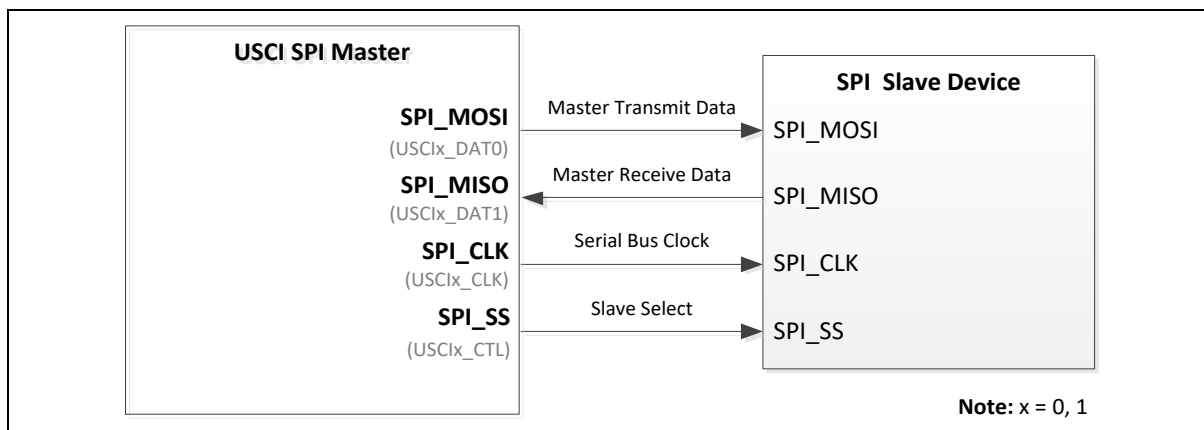 USCI SPI Master
SPI_MOSI
(USCIx_DAT0)
SPI_MISO
(USCIx_DAT1)
SPI_CLK
(USCIx_CLK)
SPI_SS
(USCIx_CTL)
Master Transmit Data
Master Receive Data
Serial Bus Clock
Slave Select
SPI Slave Device
SPI_MOSI
SPI_MISO
SPI_CLK
SPI_SS
Note: x = 0, 1